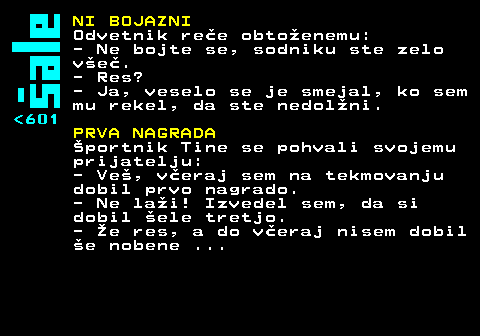 Šale
<601
NI BOJAZNI
Odvetnik reče obtoženemu:
- Ne bojte se, sodniku ste zelo
všeč.
- Res?
- Ja, veselo se je smejal, ko sem
mu rekel, da ste nedolžni.
PRVA NAGRADA
Športnik Tine se pohvali svojemu
prijatelju:
- Veš, včeraj sem na tekmovanju
dobil prvo nagrado.
- Ne laži! Izvedel sem, da si
dobil šele tretjo.
- Že res, a do včeraj nisem dobil
še nobene ...